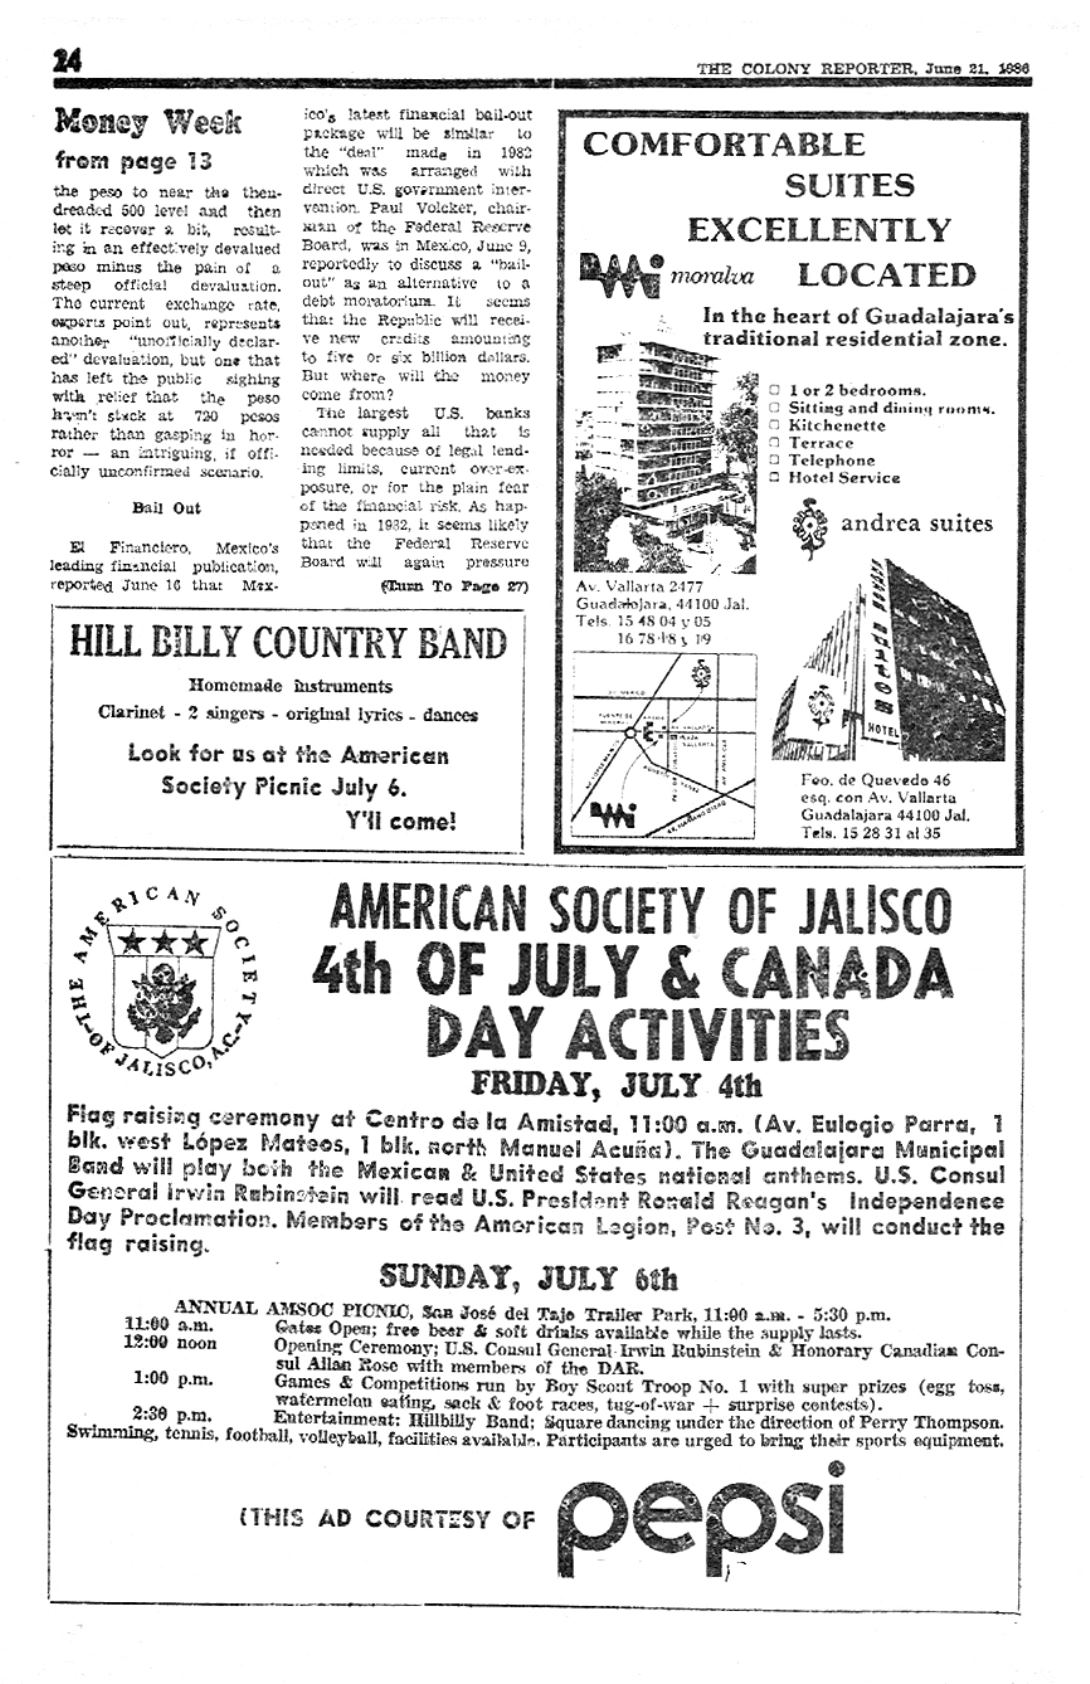 24
THE COLONY REPORTER, June 21, 1986
Money Week
from page 13
the peso to near the then-
dreaded 500 level and then
let it recover a bit, result-
ing in an effectively devalued
peso minus the pain of a
steep official devaluation.
The current exchange rate,
experts point out, represents
another "unofficially declar-
ed" devaluation, but one that
has left the public sighing
with relief that the peso
hasn't stuck at 720 pesos
rather than gasping in hor-
ror — an intriguing, if offi-
cially unconfirmed scenario.
Bail Out
El Financiero, Mexico's
leading financial publication,
reported June 16 that Mex-
ico's latest financial bail-out
package will be similar to
the "deal" made in 1982
which was arranged with
direct U.S. government inter-
vention. Paul Volcker, chair-
man of the Federal Reserve
Board, was in Mexico, June 9,
reportedly to discuss a "bail-
out" as an alternative to a
debt moratorium. It seems
that the Republic will recei-
ve new credits amounting
to five or six billion dollars.
But where will the money
come from?
The largest U.S. banks
cannot supply all that is
needed because of legal lend-
ing limits, current over-ex-
posure, or for the plain fear
of the financial risk. As hap-
pened in 1982, it seems likely
that the Federal Reserve
Board will again pressure
(Turn To Page 27)
COMFORTABLE
SUITES
EXCELLENTLY
LOCATED
moralva
In the heart of Guadalajara's
traditional residential zone.
1 or 2 bedrooms.
Sitting and dining rooms.
Kitchenette
Terrace
Telephone
Hotel Service
andrea suites
Av. Vallarta 2477
Guadalajara, 44100 Jal.
Tels. 15 48 04 y 05
16 78 18 y 19
HOTEL
Fco. de Quevedo 46
esq. con Av. Vallarta
Guadalajara 44100 Jal.
Tels. 15 28 31 al 35
HILL BILLY COUNTRY BAND
Homemade instruments
Clarinet - 2 singers - original lyrics - dances
Look for us at the American
Society Picnic July 6.
Y'll come!
THE AMERICAN SOCIETY OF JALISCO, A.C.
AMERICAN SOCIETY OF JALISCO
4th OF JULY & CANADA
DAY ACTIVITIES
FRIDAY, JULY 4th
Flag raising ceremony at Centro de la Amistad, 11:00 a.m. (Av. Eulogio Parra, 1
blk. west López Mateos, 1 blk. north Manuel Acuña). The Guadalajara Municipal
Band will play both the Mexican & United States national anthems. U.S. Consul
General Irwin Rubinstein will read U.S. President Ronald Reagan's Independence
Day Proclamation. Members of the American Legion, Post No. 3, will conduct the
flag raising.
SUNDAY, JULY 6th
ANNUAL AMSOC PICNIC, San José del Tajo Trailer Park, 11:00 a.m. - 5:30 p.m.
11:00 a.m. Gates Open; free beer & soft drinks available while the supply lasts.
12:00 noon Opening Ceremony; U.S. Consul General Irwin Rubinstein & Honorary Canadian Con-
sul Allan Rose with members of the DAR.
1:00 p.m. Games & Competitions run by Boy Scout Troop No. 1 with super prizes (egg toss,
watermelon eating, sack & foot races, tug-of-war + surprise contests).
2:30 p.m. Entertainment: Hillbilly Band; Square dancing under the direction of Perry Thompson.
Swimming, tennis, football, volleyball, facilities available. Participants are urged to bring their sports equipment.
(THIS AD COURTESY OF pepsi